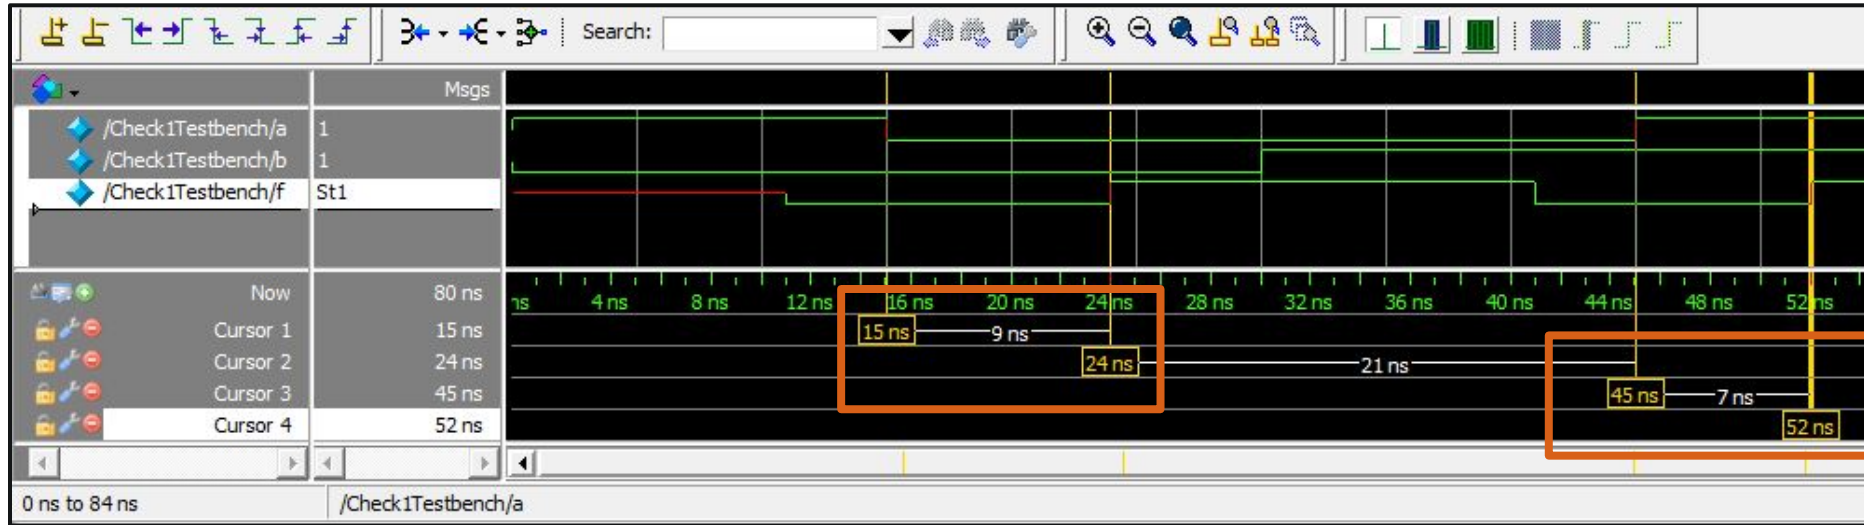 Search:
Msgs
/Check1Testbench/a 1
/Check1Testbench/b 1
/Check1Testbench/f St1
Now 80 ns ns 4 ns 8 ns 12 ns 16 ns 20 ns 24 ns 28 ns 32 ns 36 ns 40 ns 44 ns 48 ns 52 ns
Cursor 1 15 ns 15 ns 9 ns
Cursor 2 24 ns 24 ns 21 ns
Cursor 3 45 ns 45 ns 7 ns
Cursor 4 52 ns 52 ns
0 ns to 84 ns /Check1Testbench/a